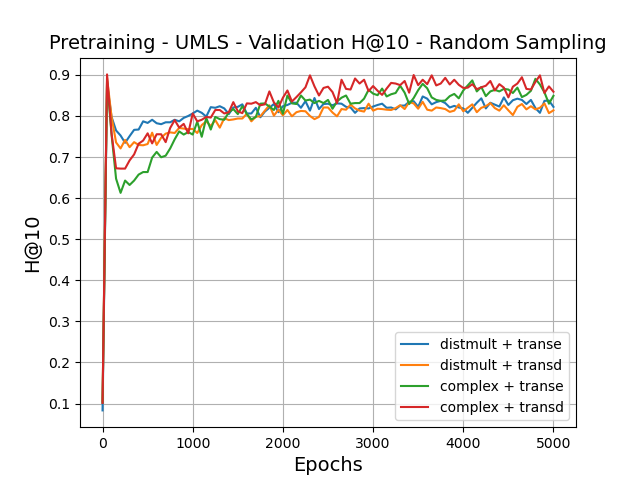 Pretraining - UMLS - Validation H@10 - Random Sampling
H@10
0.9
0.8
0.7
0.6
0.5
0.4
0.3
0.2
0.1
distmult + transe
distmult + transd
complex + transe
complex + transd
0 1000 2000 3000 4000 5000
Epochs